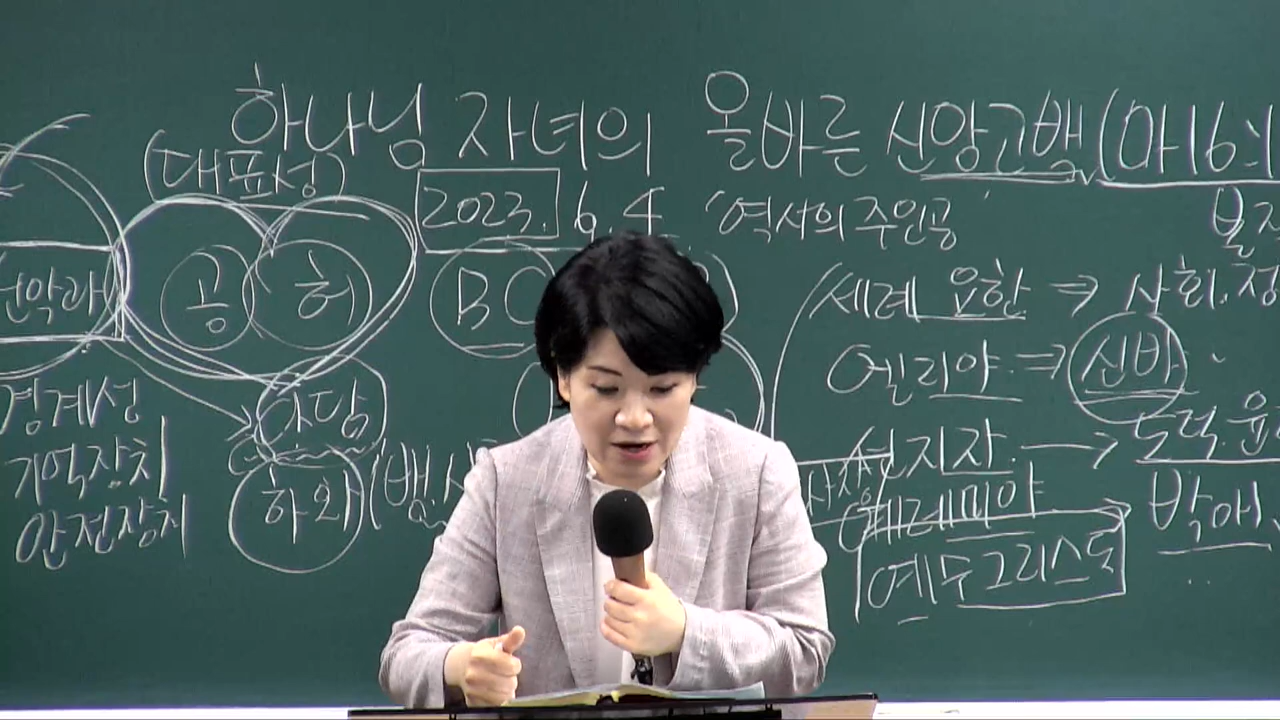 하나님 자녀의 올바른 신앙고백 (마16:1
(대표성)
2023. 6. 4 '역사의 주인공'
공 허
BC
세례 요한 ⇒ 사회.정
엘리야 ⇒ 신비
아담
선지자 → 도덕.윤
경계성
기억장치
안전장치
하와
예레미야 → 박애.
예수그리스도